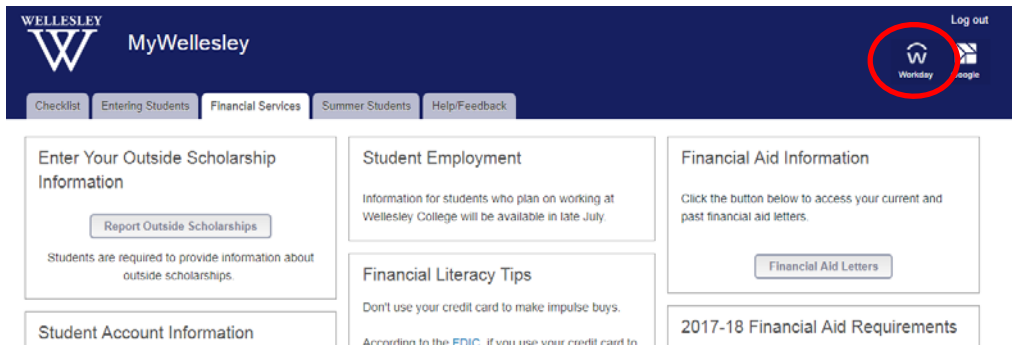 WELLESLEY
W
MyWellesley
Log out
Workday
Google
Checklist
Entering Students
Financial Services
Summer Students
Help/Feedback
Enter Your Outside Scholarship
Information
Report Outside Scholarships
Students are required to provide information about
outside scholarships.
Student Account Information
Student Employment
Information for students who plan on working at
Wellesley College will be available in late July.
Financial Literacy Tips
Don't use your credit card to make impulse buys.
According to the FDIC, if you use your credit card to
Financial Aid Information
Click the button below to access your current and
past financial aid letters.
Financial Aid Letters
2017-18 Financial Aid Requirements